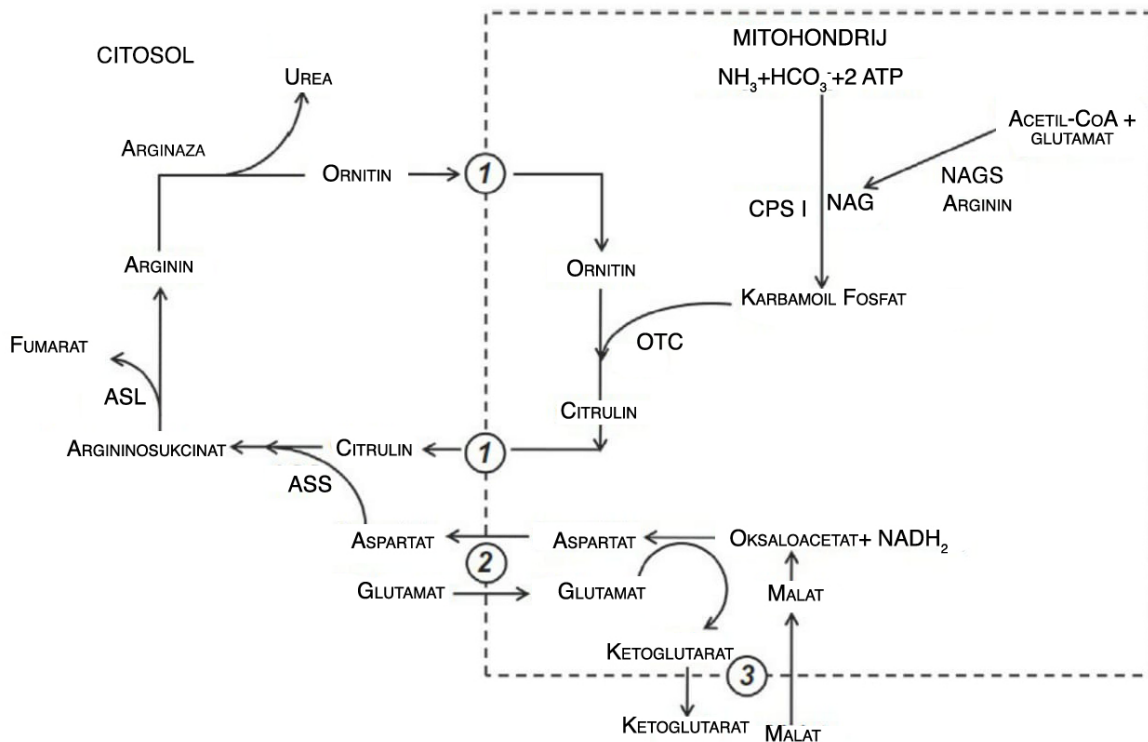 CITOSOL
MITOHONDRIJ
NH3+HCO3-+2 ATP
UREA
ACETIL-COA +
GLUTAMAT
ARGINAZA
ORNITIN
1
NAGS
ARGININ
CPS I
NAG
ARGININ
ORNITIN
KARBAMOIL FOSFAT
FUMARAT
OTC
ASL
CITRULIN
ARGININOSUKCINAT
CITRULIN
1
ASS
ASPARTAT
ASPARTAT
OKSALOACETAT+ NADH2
2
GLUTAMAT
GLUTAMAT
MALAT
KETOGLUTARAT
3
KETOGLUTARAT
MALAT